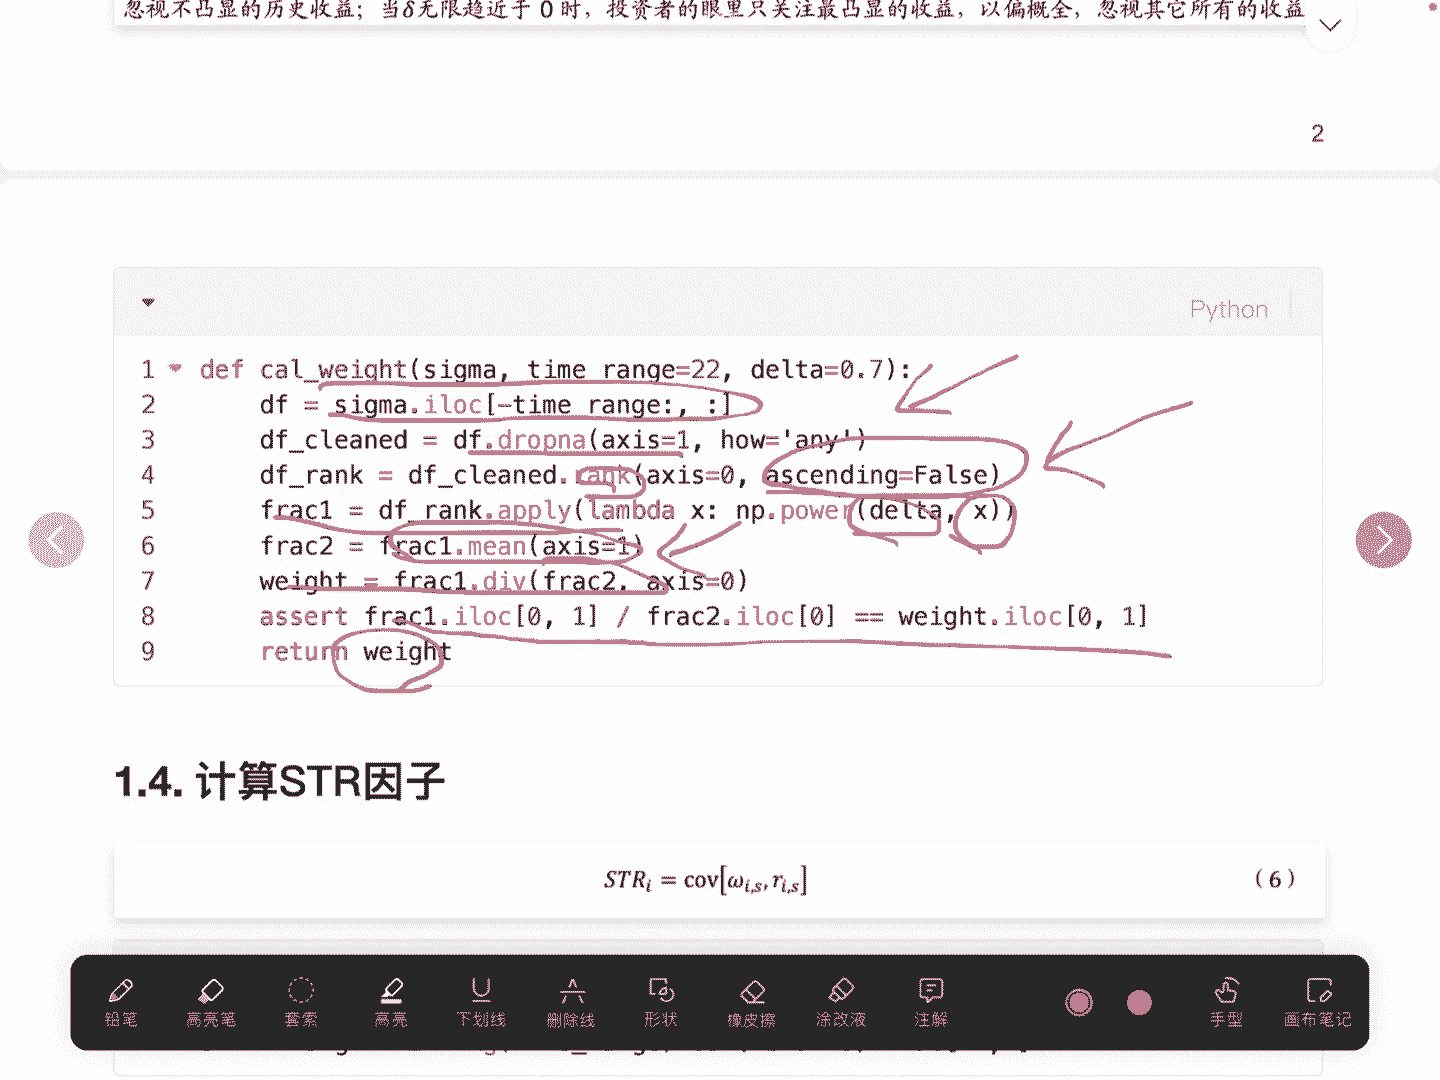 忽视不凸显的历史收益；当δ无限趋近于 0 时，投资者的眼里只关注最凸显的收益，以偏概全，忽视其它所有的收益
2
Python
1 def cal_weight(sigma, time_range=22, delta=0.7):
2 df = sigma.iloc[-time_range:, :]
3 df_cleaned = df.dropna(axis=1, how='any')
4 df_rank = df_cleaned.rank(axis=0, ascending=False)
5 frac1 = df_rank.apply(lambda x: np.power(delta, x))
6 frac2 = frac1.mean(axis=1)
7 weight = frac1.div(frac2, axis=0)
8 assert frac1.iloc[0, 1] / frac2.iloc[0] == weight.iloc[0, 1]
9 return weight
1.4. 计算STR因子
STRᵢ = cov[ωᵢ,ₛ, rᵢ,ₛ] （6）
铅笔 高亮笔 套索 高亮 下划线 删除线 形状 橡皮擦 涂改液 注解 手型 画布笔记